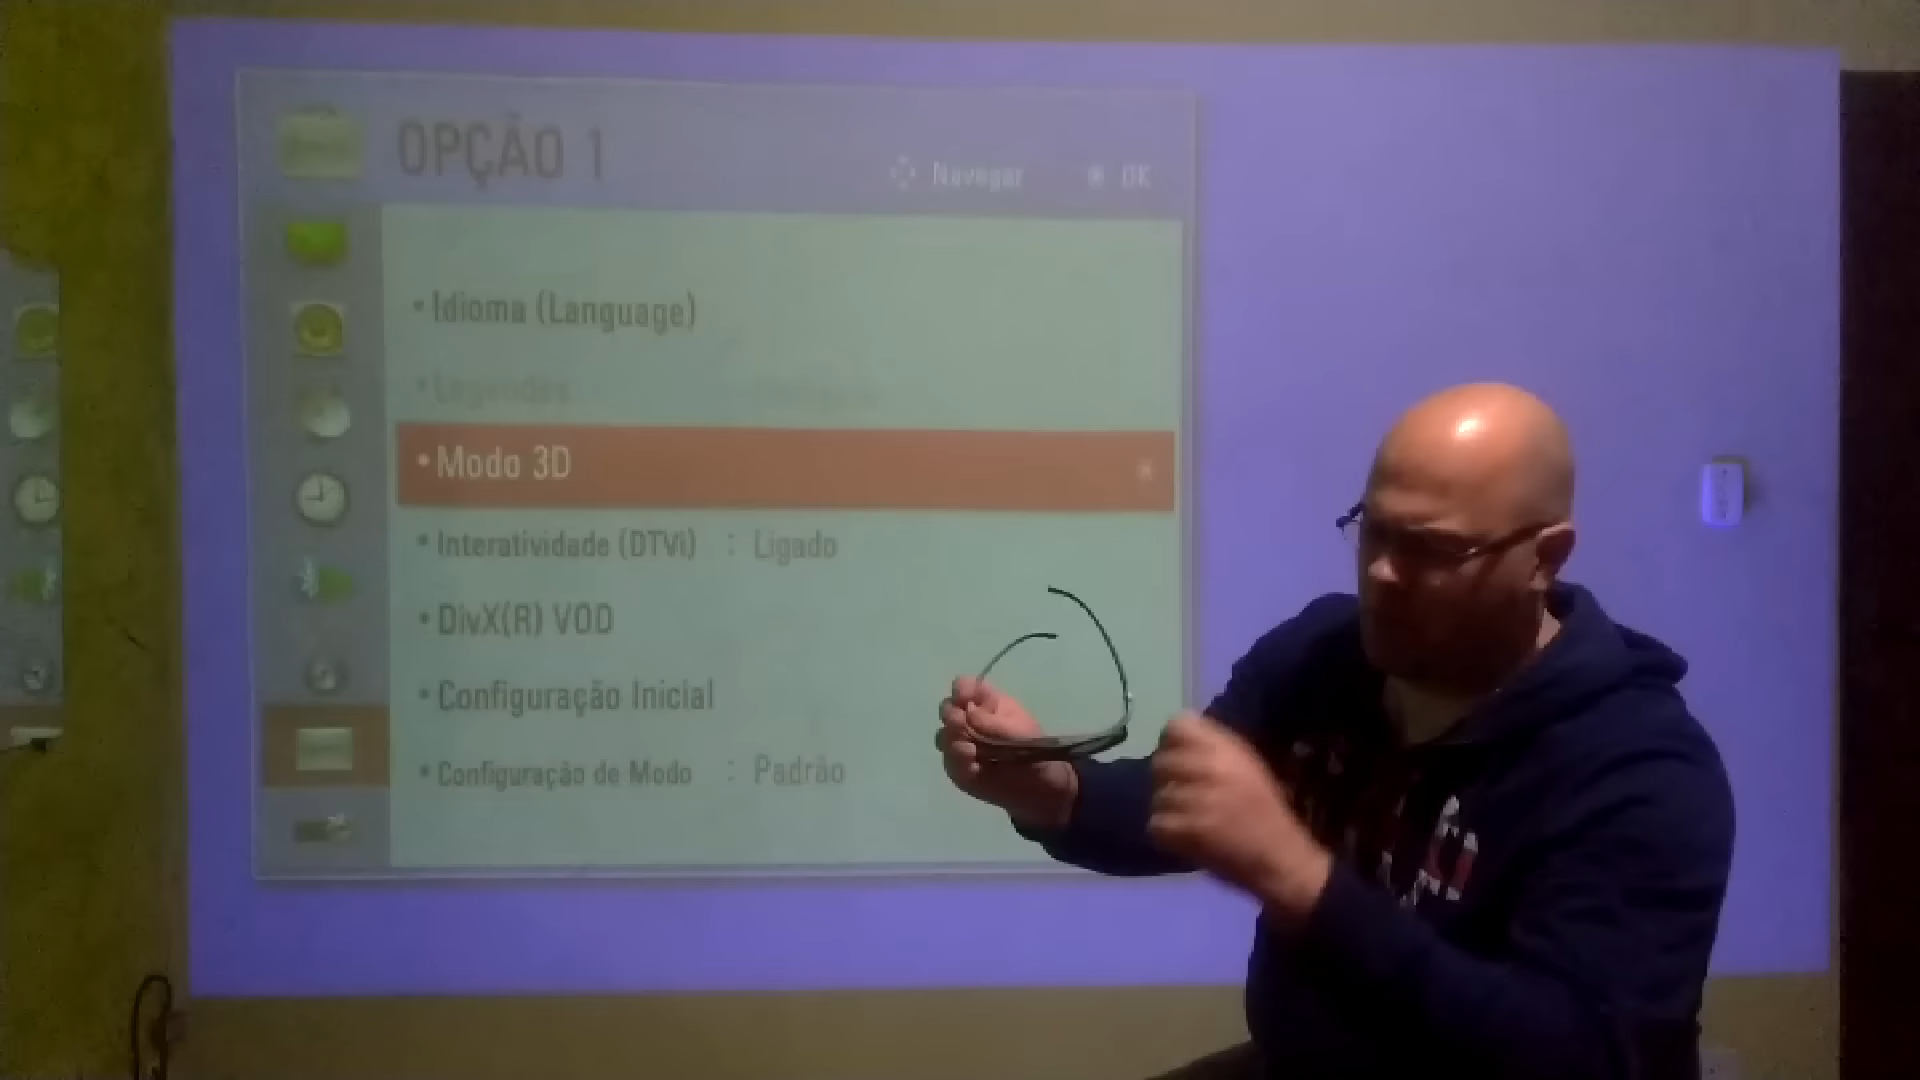 OPÇÃO 1
Navegar OK
• Idioma (Language)
• Legendas
• Modo 3D
• Interatividade (DTVi) : Ligado
• DivX(R) VOD
• Configuração Inicial
• Configuração de Modo : Padrão